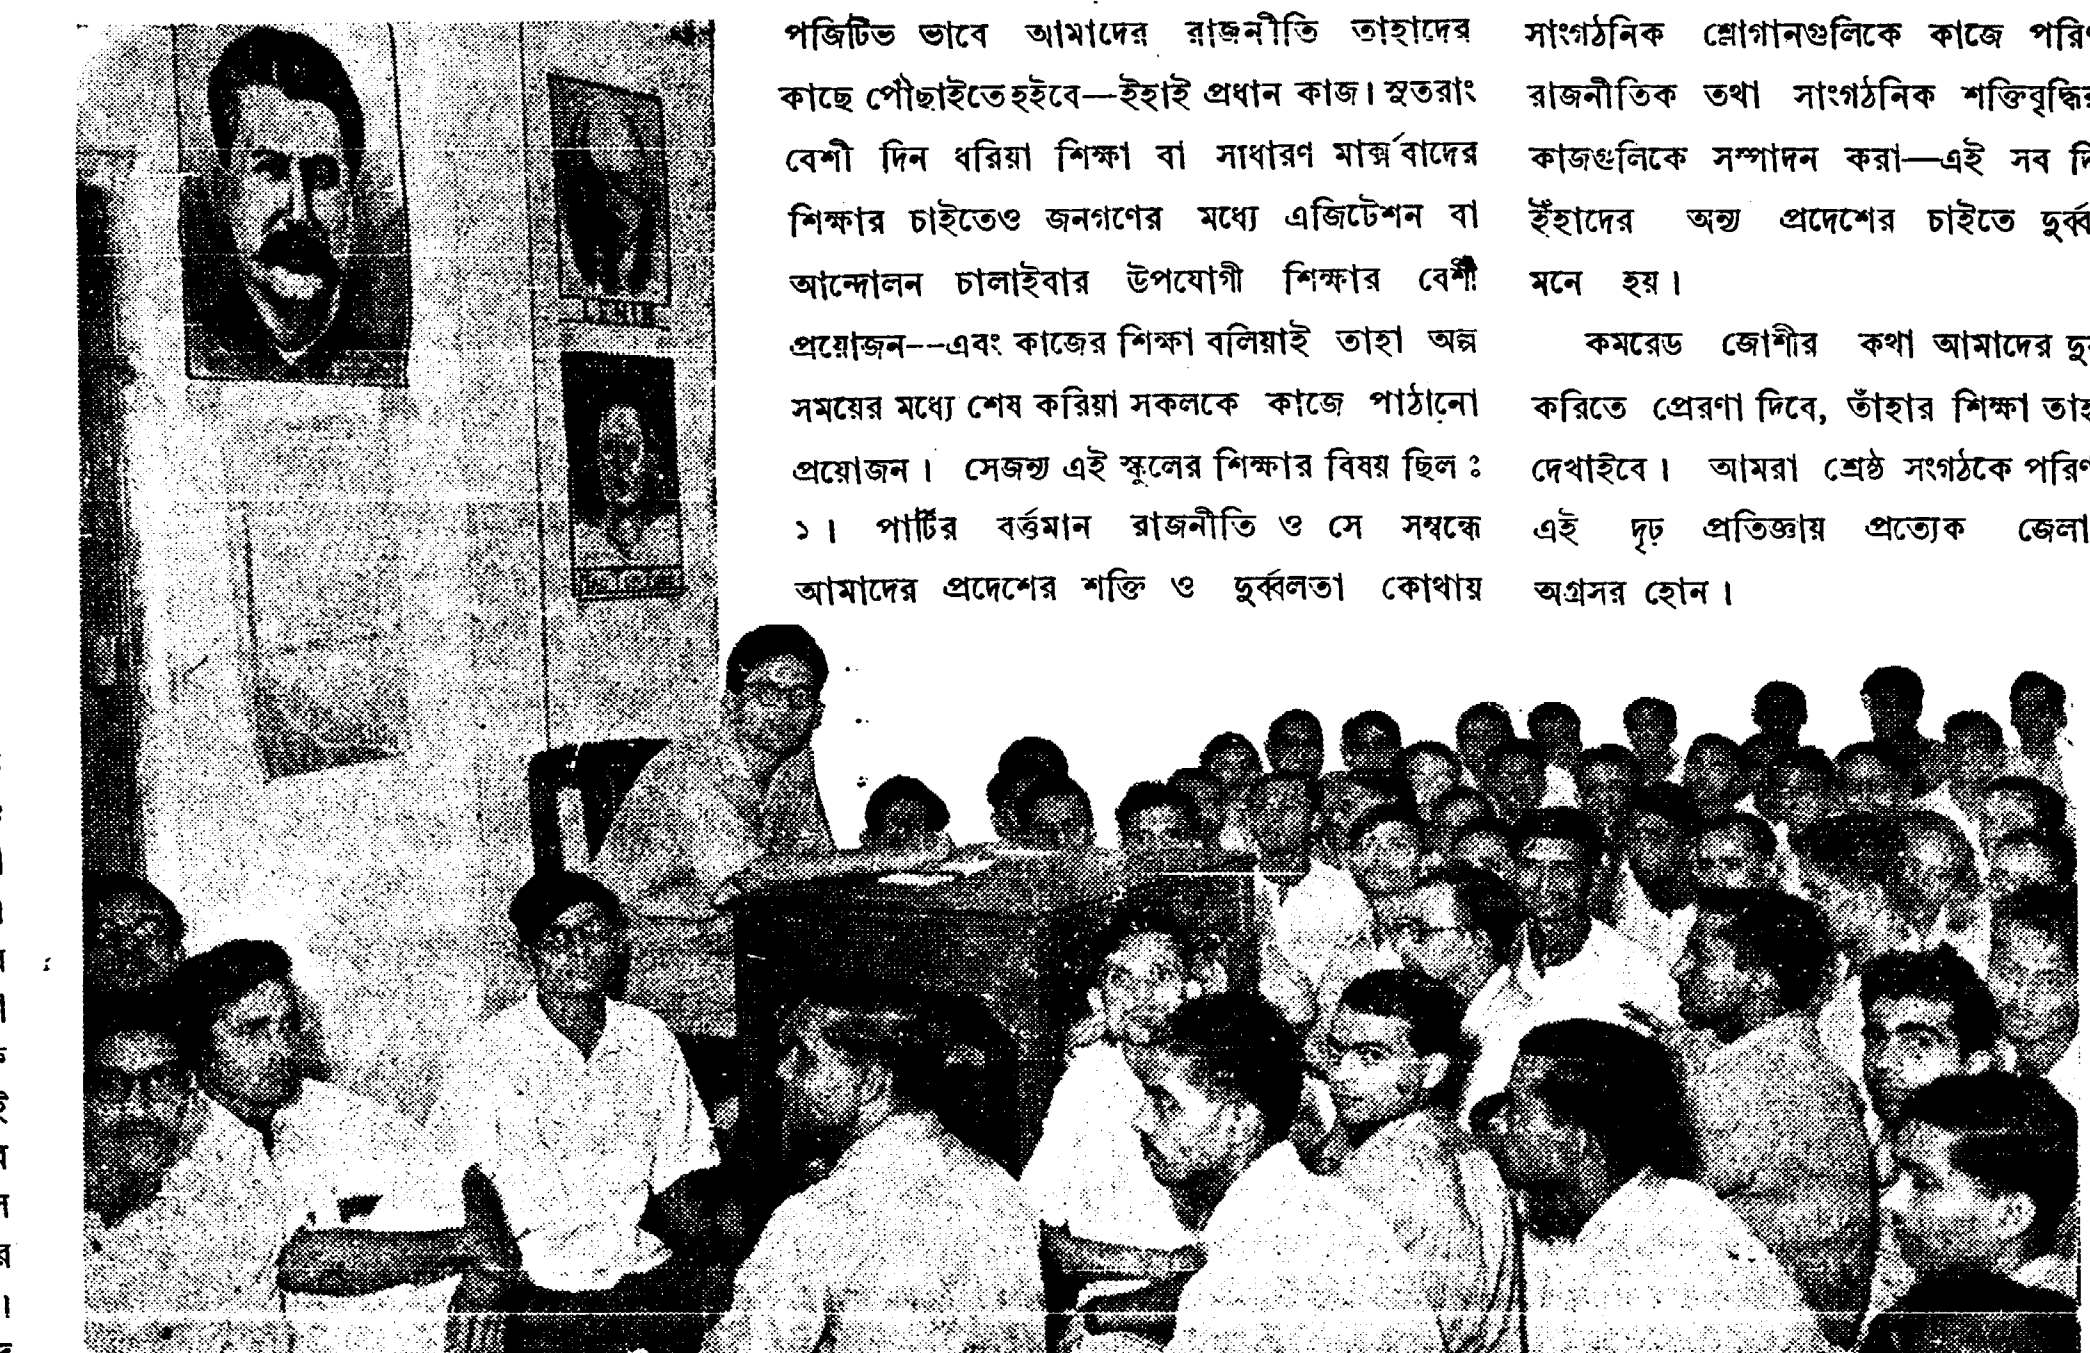 পজিটিভ ভাবে আমাদের রাজনীতি তাহাদের
কাছে পৌঁছাইতে হইবে—ইহাই প্রধান কাজ। সুতরাং
বেশী দিন ধরিয়া শিক্ষা বা সাধারণ মার্ক্সবাদের
শিক্ষার চাইতেও জনগণের মধ্যে এজিটেশন বা
আন্দোলন চালাইবার উপযোগী শিক্ষার বেশী
প্রয়োজন--এবং কাজের শিক্ষা বলিয়াই তাহা অল্প
সময়ের মধ্যে শেষ করিয়া সকলকে কাজে পাঠানো
প্রয়োজন। সেজন্য এই স্কুলের শিক্ষার বিষয় ছিল ঃ
১। পার্টির বর্ত্তমান রাজনীতি ও সে সম্বন্ধে
আমাদের প্রদেশের শক্তি ও দুর্ব্বলতা কোথায়
সাংগঠনিক শ্লোগানগুলিকে কাজে
রাজনীতিক তথা সাংগঠনিক
কাজগুলিকে সম্পাদন করা—এই সব
ইঁহাদের অন্য প্রদেশের চাইতে
মনে হয়।
কমরেড জোশীর কথা আমাদের
করিতে প্রেরণা দিবে, তাঁহার শিক্ষা
দেখাইবে। আমরা শ্রেষ্ঠ সংগঠকে
এই দৃঢ় প্রতিজ্ঞায় প্রত্যেক জেলা
অগ্রসর হোন।